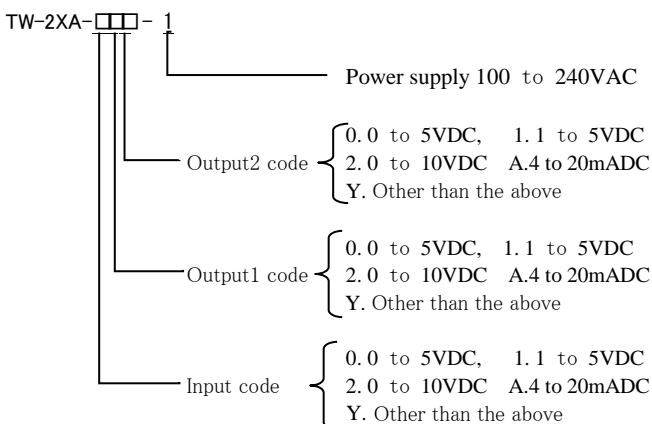 TW-2XA-□□□-1
Power supply 100 to 240VAC
0.0 to 5VDC, 1.1 to 5VDC
Output2 code 2.0 to 10VDC A.4 to 20mADC
Y. Other than the above
0.0 to 5VDC, 1.1 to 5VDC
Output1 code 2.0 to 10VDC A.4 to 20mADC
Y. Other than the above
0.0 to 5VDC, 1.1 to 5VDC
Input code 2.0 to 10VDC A.4 to 20mADC
Y. Other than the above